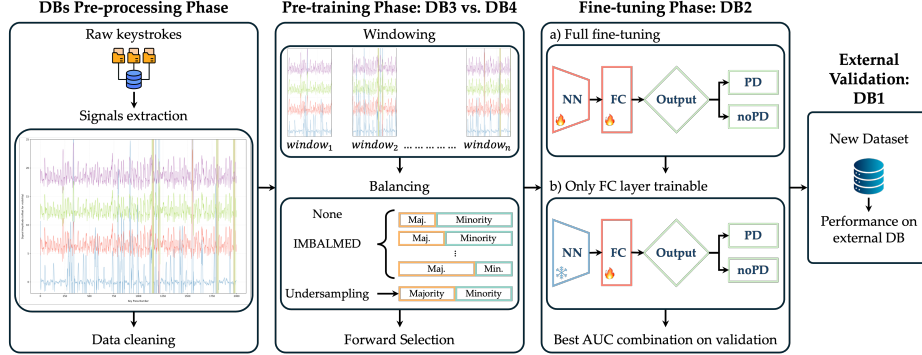 DBs Pre-processing Phase
Raw keystrokes
Signals extraction
Data cleaning
Pre-training Phase: DB3 vs. DB4
Windowing
window1 window2 ... ... ... ... ... windown
Balancing
None
IMBALMED
Maj. Minority
Maj. Minority
⋮
Maj. Min.
Undersampling
Majority Minority
Forward Selection
Fine-tuning Phase: DB2
a) Full fine-tuning
NN FC Output PD
noPD
b) Only FC layer trainable
NN FC Output PD
noPD
Best AUC combination on validation
External
Validation:
DB1
New Dataset
Performance on
external DB